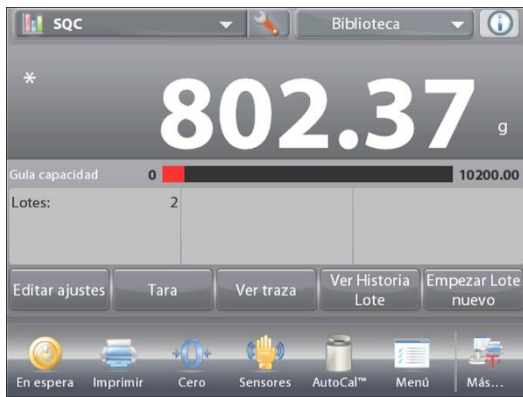 SQC Biblioteca
*
802.37 g
Guía capacidad 0 10200.00
Lotes: 2
Editar ajustes Tara Ver traza Ver Historia Lote Empezar Lote nuevo
En espera Imprimir Cero Sensores AutoCal™ Menú Más...